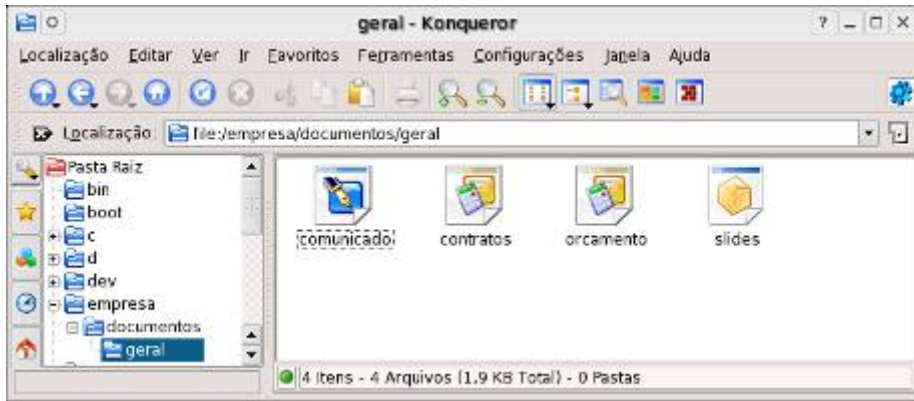 geral - Konqueror
Localização Editar Ver Ir Favoritos Ferramentas Configurações Janela Ajuda
Localização: file:/empresa/documentos/geral
Pasta Raiz
bin
boot
c
d
dev
empresa
documentos
geral
comunicado contratos orcamento slides
4 Itens - 4 Arquivos (1,9 KB Total) - 0 Pastas